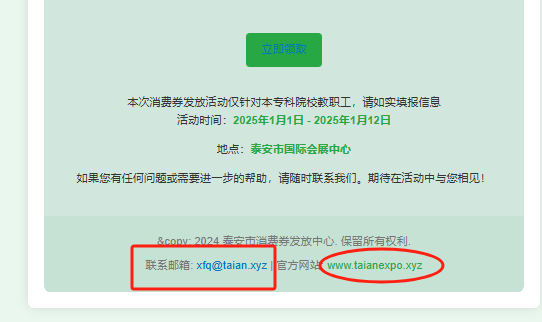 立即领取
本次消费券发放活动仅针对本专科院校教职工，请如实填报信息
活动时间：2025年1月1日 - 2025年1月12日
地点：泰安市国际会展中心
如果您有任何问题或需要进一步的帮助，请随时联系我们。期待在活动中与您相见！
&copy; 2024 泰安市消费券发放中心. 保留所有权利.
联系邮箱: xfq@taian.xyz | 官方网站: www.taianexpo.xyz